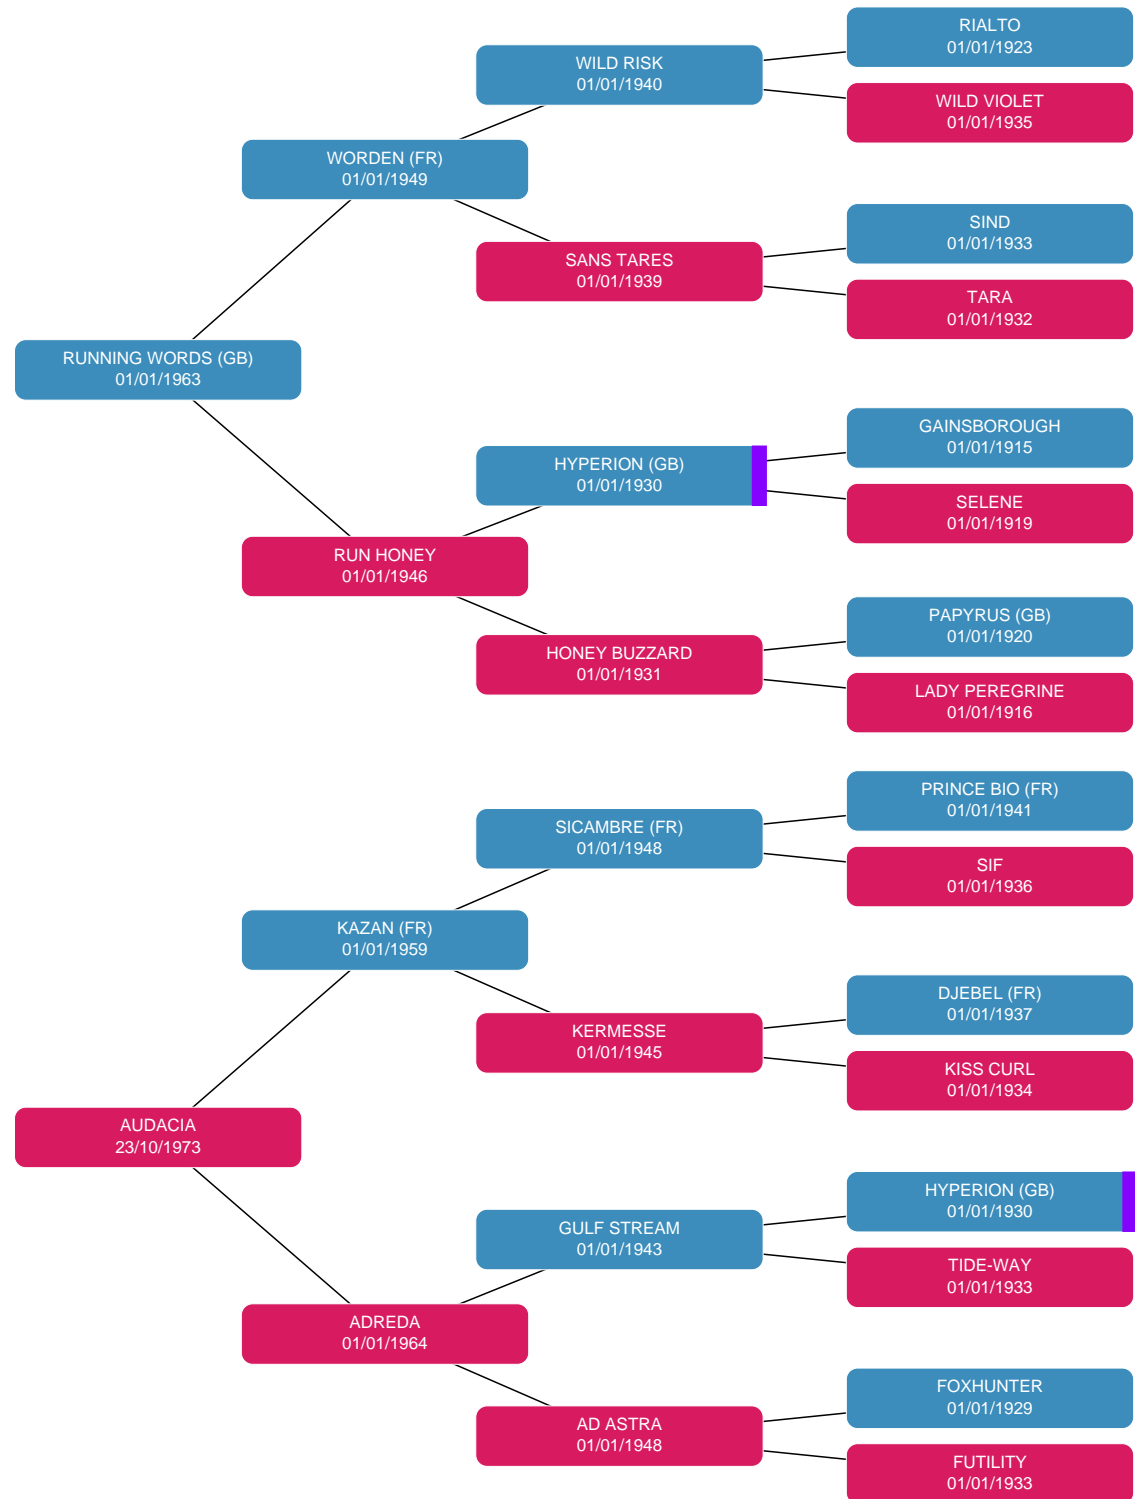 RIALTO
01/01/1923
WILD RISK
01/01/1940
WILD VIOLET
01/01/1935
WORDEN (FR)
01/01/1949
SIND
01/01/1933
SANS TARES
01/01/1939
TARA
01/01/1932
RUNNING WORDS (GB)
01/01/1963
GAINSBOROUGH
01/01/1915
HYPERION (GB)
01/01/1930
SELENE
01/01/1919
RUN HONEY
01/01/1946
PAPYRUS (GB)
01/01/1920
HONEY BUZZARD
01/01/1931
LADY PEREGRINE
01/01/1916
PRINCE BIO (FR)
01/01/1941
SICAMBRE (FR)
01/01/1948
SIF
01/01/1936
KAZAN (FR)
01/01/1959
DJEBEL (FR)
01/01/1937
KERMESSE
01/01/1945
KISS CURL
01/01/1934
AUDACIA
23/10/1973
HYPERION (GB)
01/01/1930
GULF STREAM
01/01/1943
TIDE-WAY
01/01/1933
ADREDA
01/01/1964
FOXHUNTER
01/01/1929
AD ASTRA
01/01/1948
FUTILITY
01/01/1933